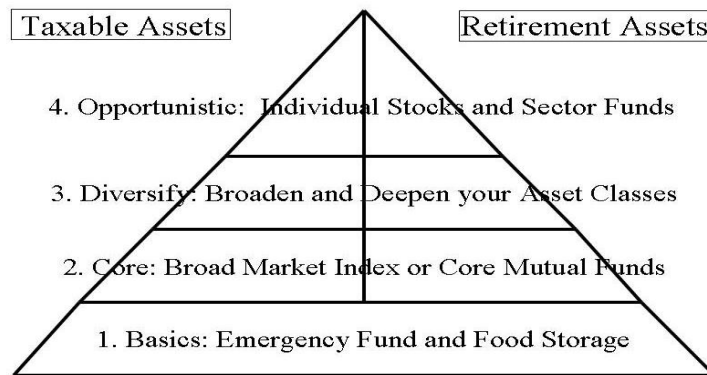 Taxable Assets
Retirement Assets
4. Opportunistic: Individual Stocks and Sector Funds
3. Diversify: Broaden and Deepen your Asset Classes
2. Core: Broad Market Index or Core Mutual Funds
1. Basics: Emergency Fund and Food Storage